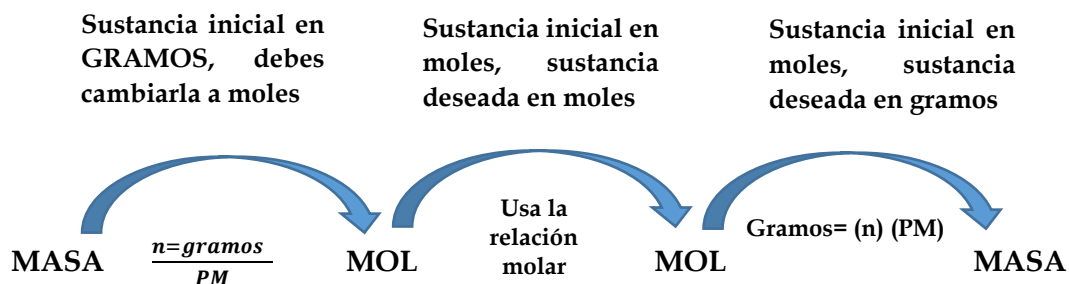 Sustancia inicial en
GRAMOS, debes
cambiarla a moles
Sustancia inicial en
moles, sustancia
deseada en moles
Sustancia inicial en
moles, sustancia
deseada en gramos
MASA
n=gramos
PM
MOL
Usa la
relación
molar
MOL
Gramos= (n) (PM)
MASA